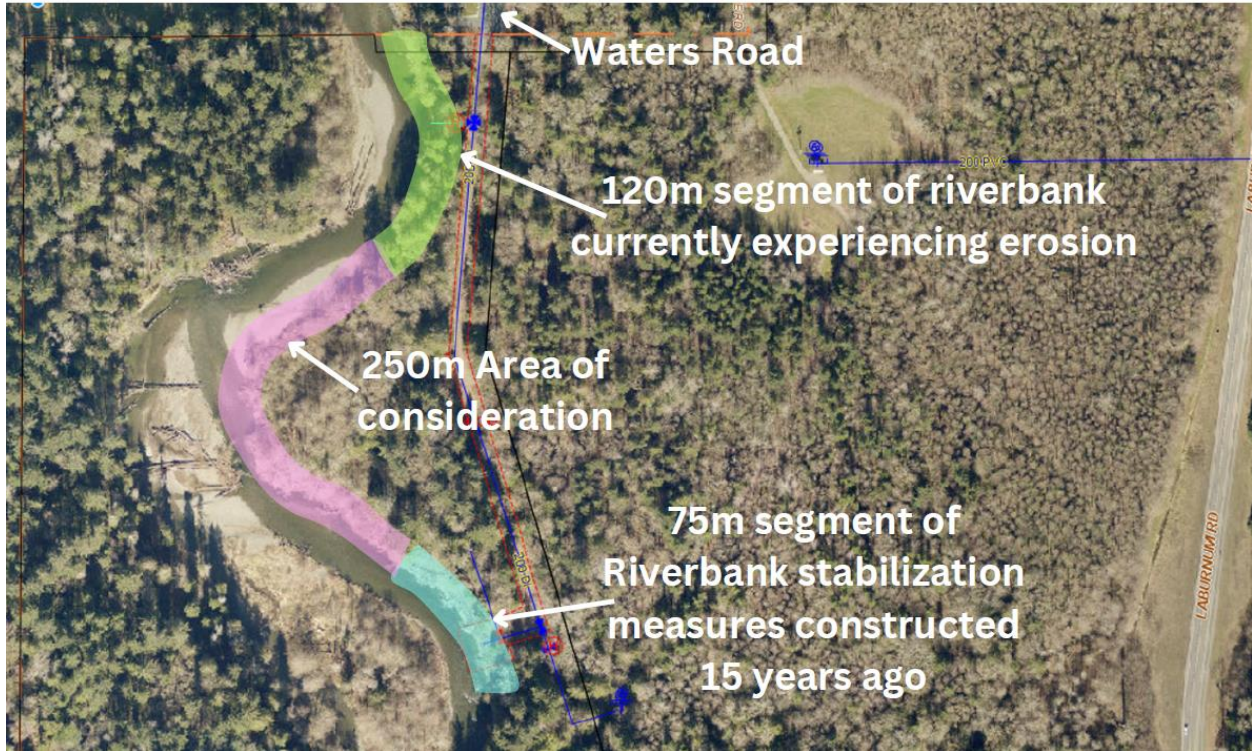 Waters Road
200 PVC
120m segment of riverbank
currently experiencing erosion
250m Area of
consideration
75m segment of
Riverbank stabilization
measures constructed
15 years ago
LABURNUM RD